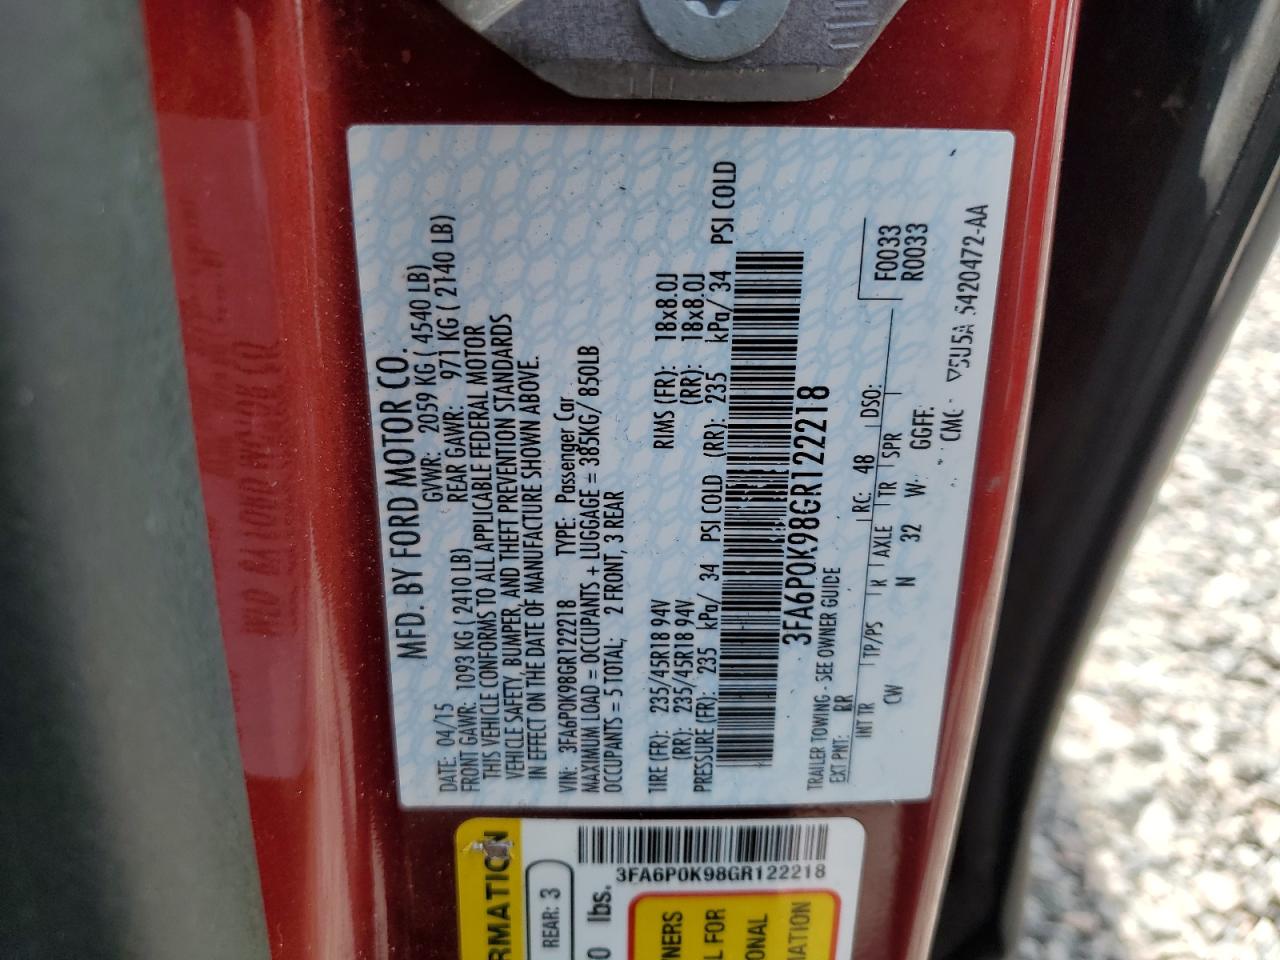 MFD. BY FORD MOTOR CO.
DATE: 04/15 GVWR: 2059 KG ( 4540 LB)
FRONT GAWR: 1093 KG ( 2410 LB) REAR GAWR: 971 KG ( 2140 LB)
THIS VEHICLE CONFORMS TO ALL APPLICABLE FEDERAL MOTOR
VEHICLE SAFETY, BUMPER, AND THEFT PREVENTION STANDARDS
IN EFFECT ON THE DATE OF MANUFACTURE SHOWN ABOVE.
VIN: 3FA6P0K98GR122218 TYPE: Passenger Car
MAXIMUM LOAD = OCCUPANTS + LUGGAGE = 385KG/ 850LB
OCCUPANTS = 5 TOTAL, 2 FRONT, 3 REAR
TIRE (FR): 235/45R18 94V RIMS (FR): 18x8.0J
(RR): 235/45R18 94V (RR): 18x8.0J
PRESSURE (FR): 235 kPa/ 34 PSI COLD (RR): 235 kPa/ 34 PSI COLD
3FA6P0K98GR122218
TRAILER TOWING - SEE OWNER GUIDE
EXT PNT: RR RC: 48 DSO: F0033
R0033
INT TR TP/PS R AXLE TR SPR
CW N 32 W
GGFF
CMC 5U5A 5420472-AA
RMATION
REAR: 3
lbs.
3FA6P0K98GR122218
NERS
L FOR
ONAL
ATION